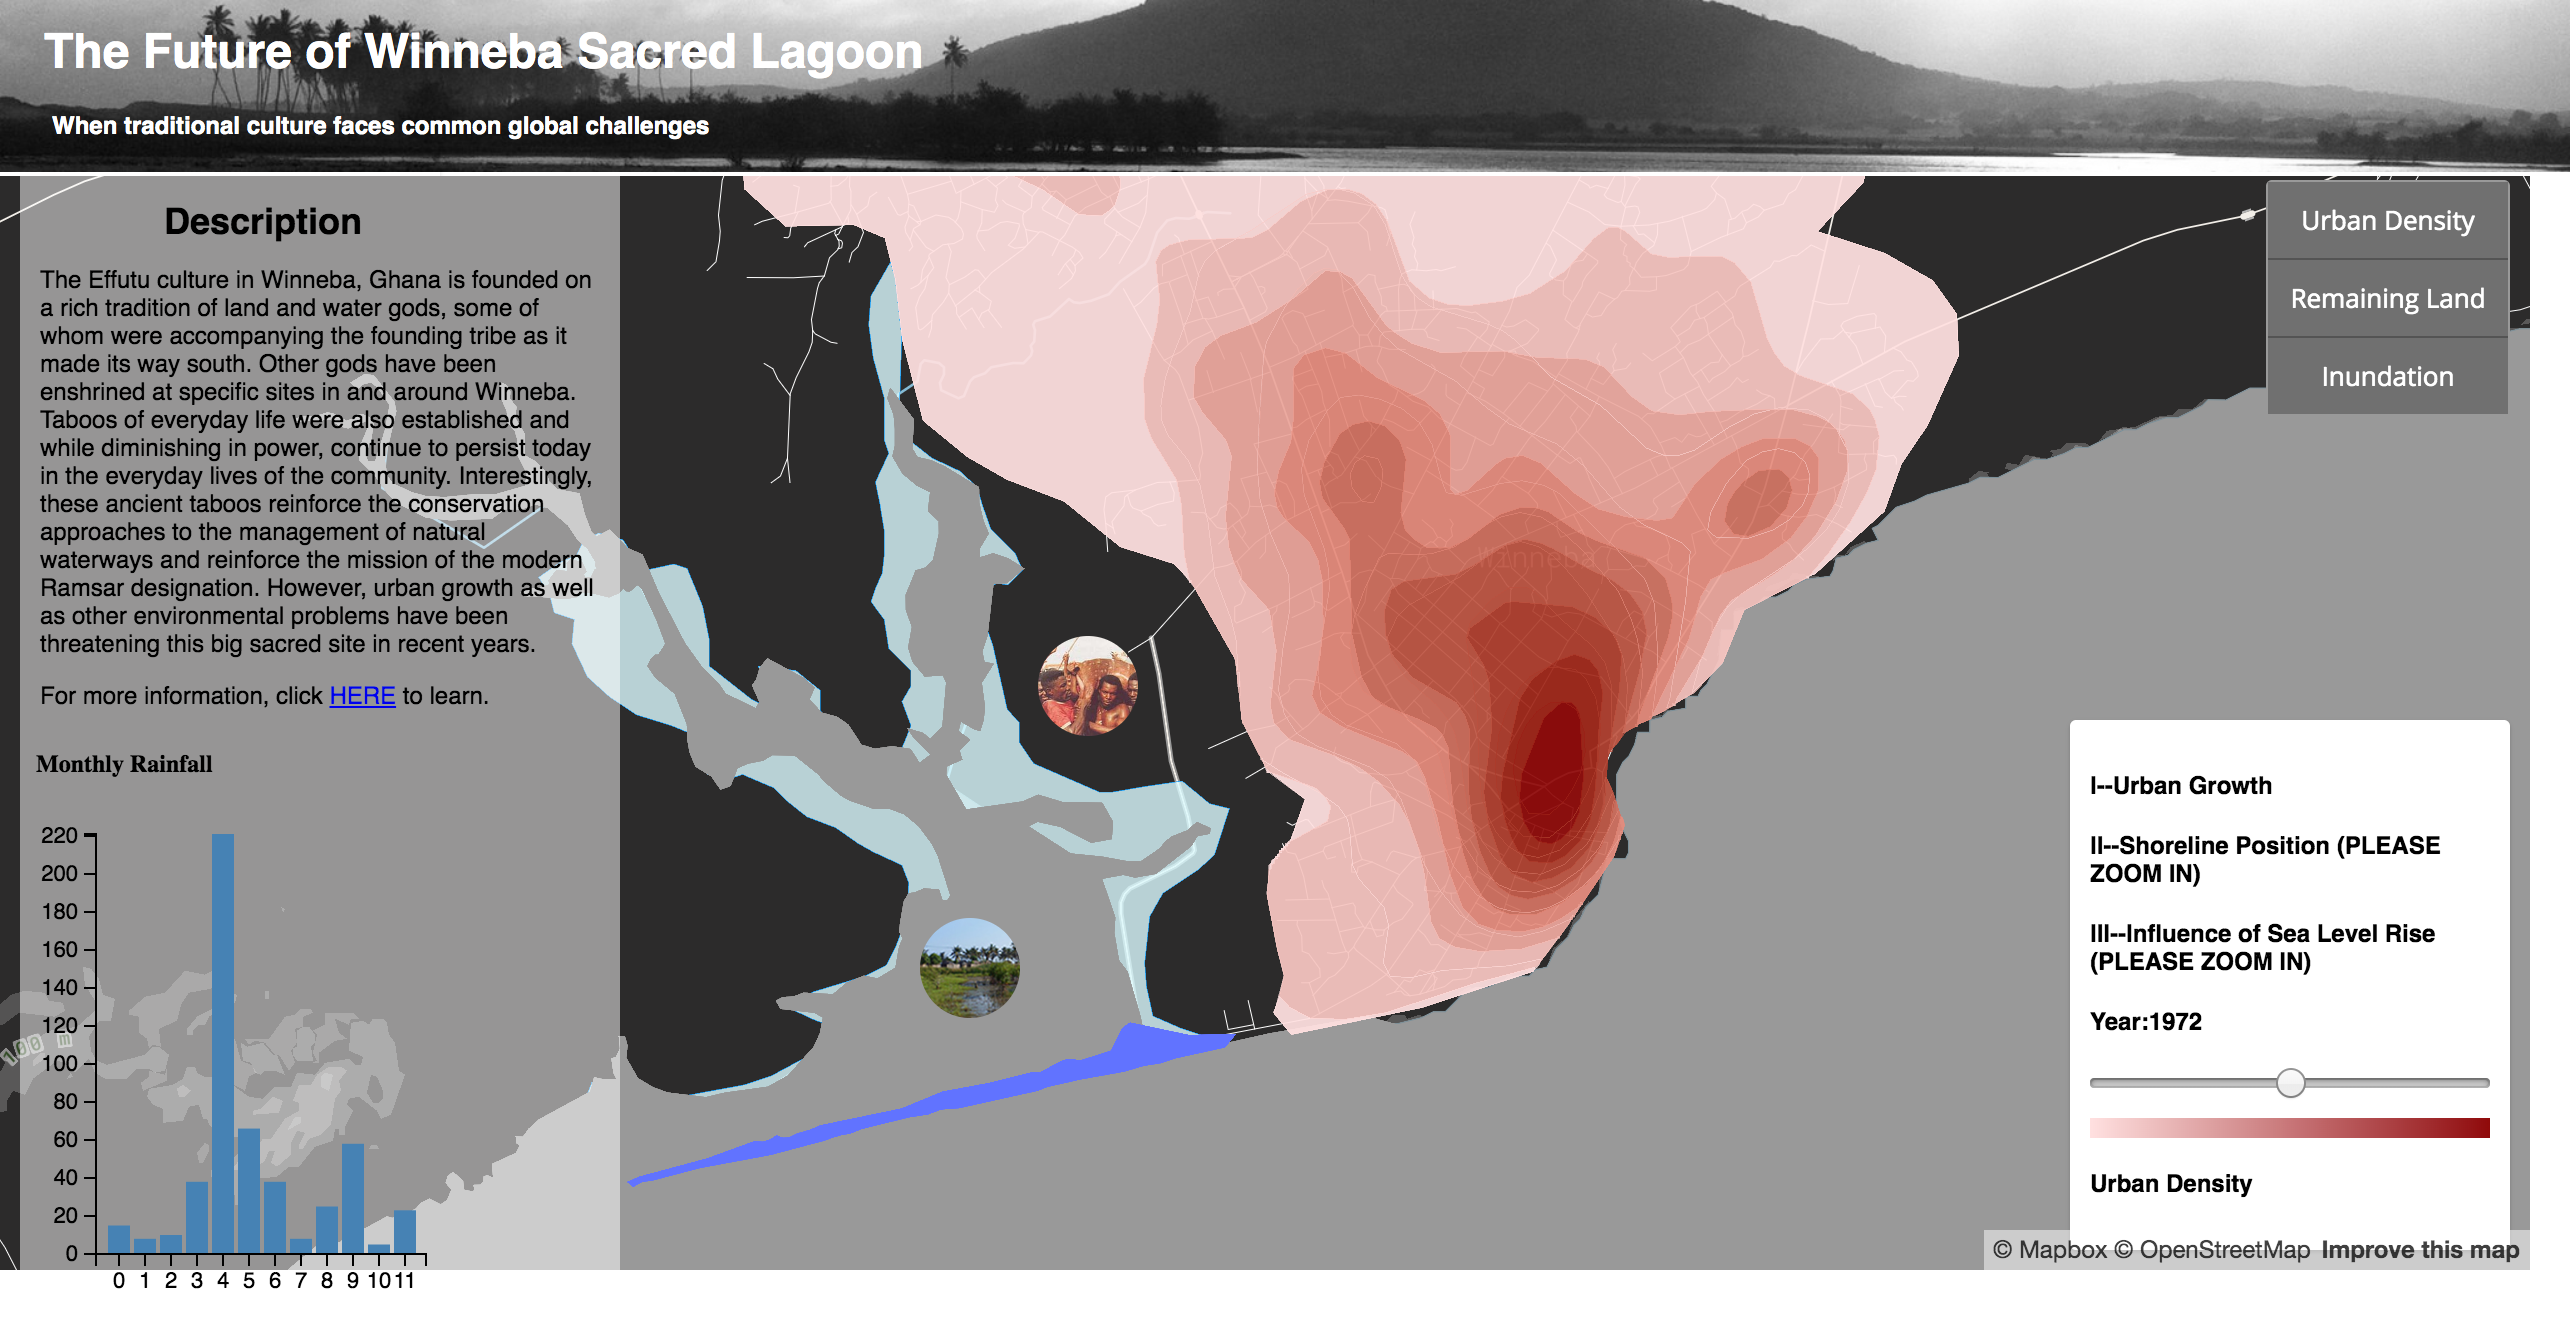 The Future of Winneba Sacred Lagoon
When traditional culture faces common global challenges
Description
The Effutu culture in Winneba, Ghana is founded on
a rich tradition of land and water gods, some of
whom were accompanying the founding tribe as it
made its way south. Other gods have been
enshrined at specific sites in and around Winneba.
Taboos of everyday life were also established and
while diminishing in power, continue to persist today
in the everyday lives of the community. Interestingly,
these ancient taboos reinforce the conservation
approaches to the management of natural
waterways and reinforce the mission of the modern
Ramsar designation. However, urban growth as well
as other environmental problems have been
threatening this big sacred site in recent years.
For more information, click HERE to learn.
Monthly Rainfall
220
200
180
160
140
120
100
80
60
40
20
0
0 1 2 3 4 5 6 7 8 9 10 11
100 m
Winneba
Urban Density
Remaining Land
Inundation
I--Urban Growth
II--Shoreline Position (PLEASE
ZOOM IN)
III--Influence of Sea Level Rise
(PLEASE ZOOM IN)
Year:1972
Urban Density
© Mapbox © OpenStreetMap Improve this map